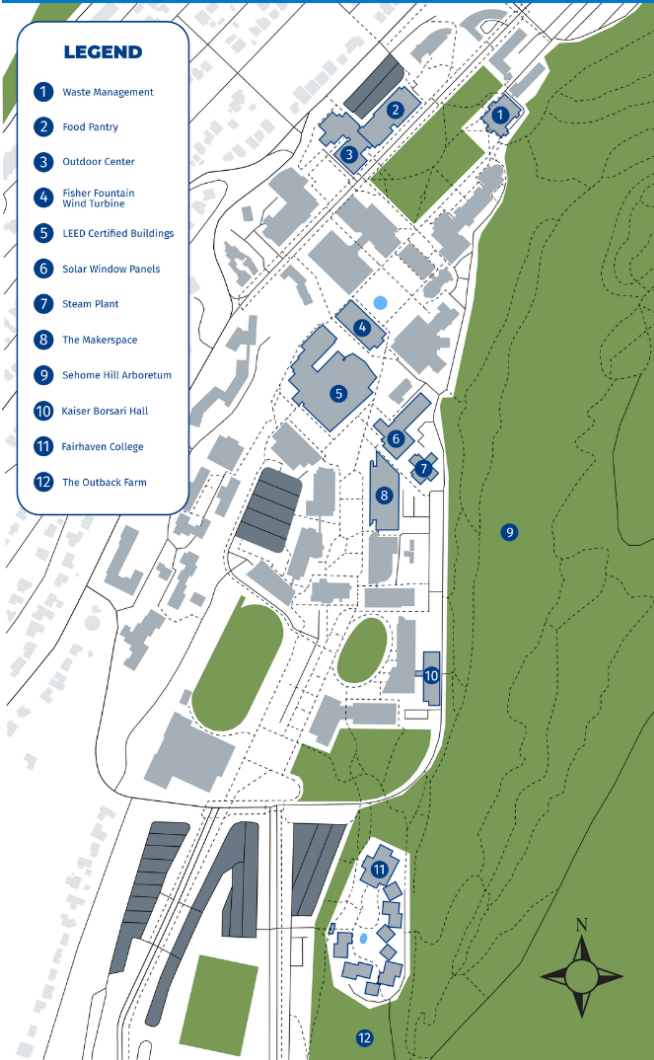 LEGEND
1 Waste Management
2 Food Pantry
3 Outdoor Center
4 Fisher Fountain
Wind Turbine
5 LEED Certified Buildings
6 Solar Window Panels
7 Steam Plant
8 The Makerspace
9 Sehome Hill Arboretum
10 Kaiser Borsari Hall
11 Fairhaven College
12 The Outback Farm
2
1
3
4
5
6
7
8
9
10
11
N
12